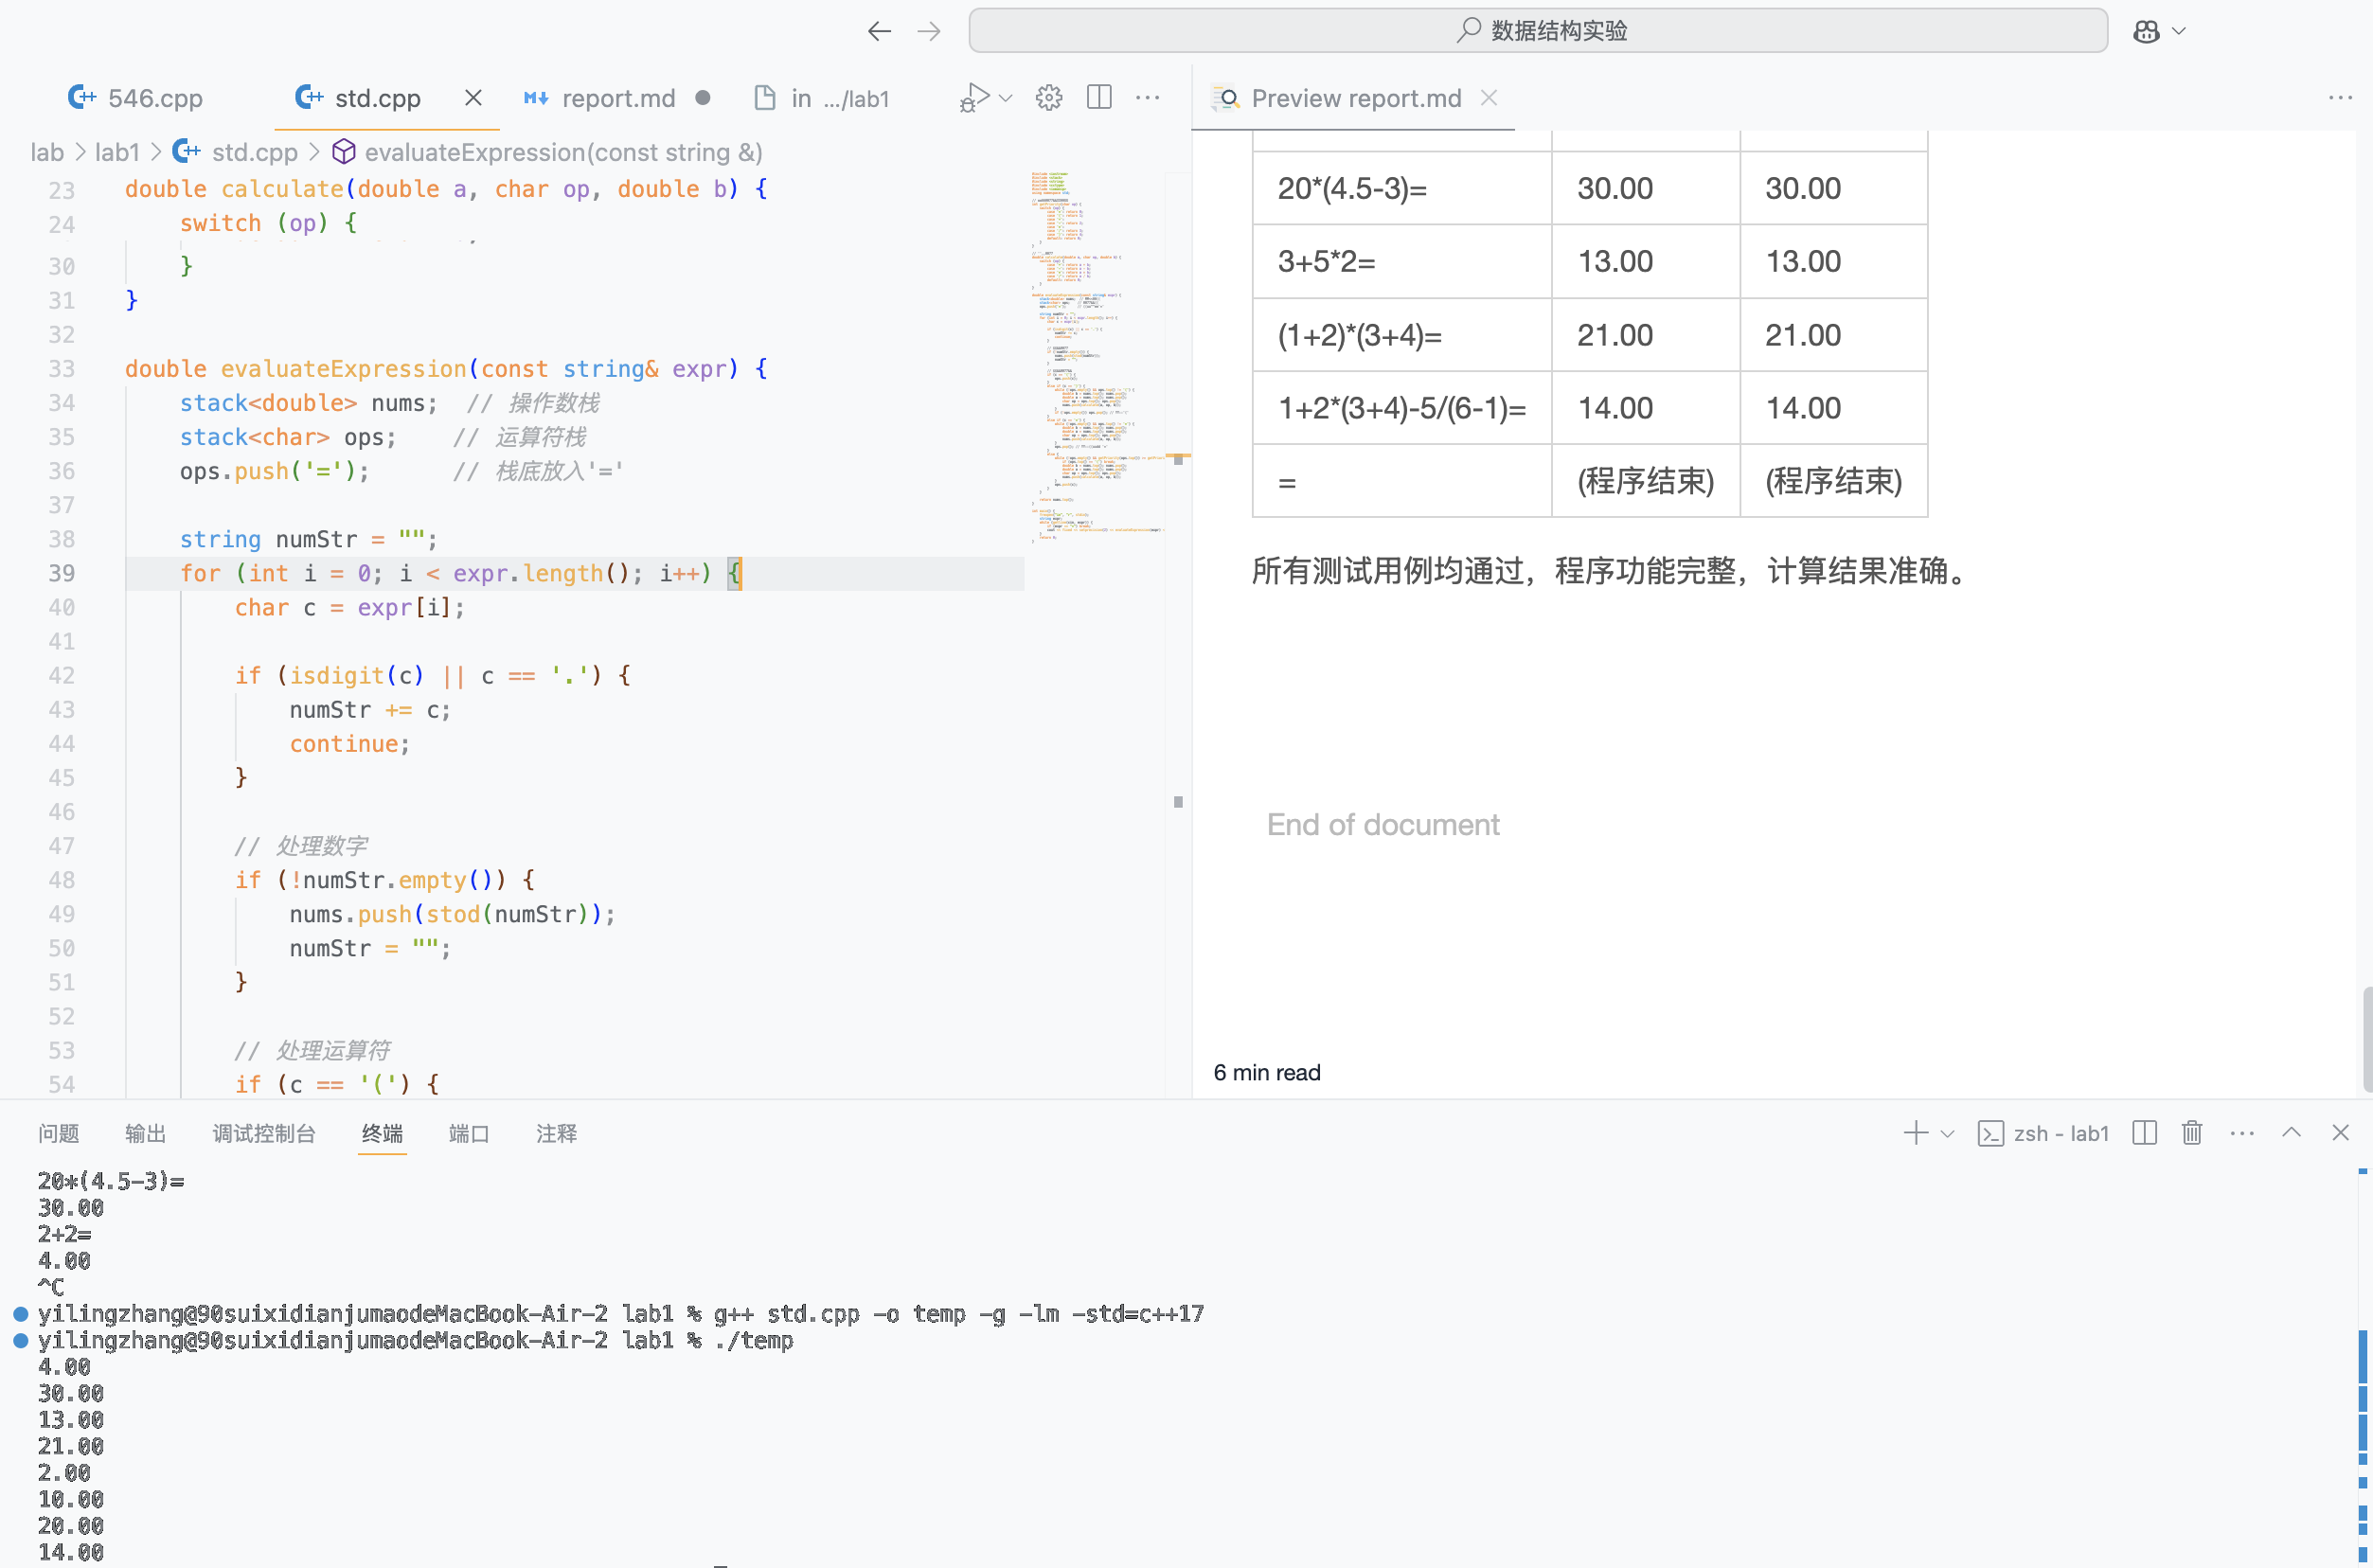 数据结构实验
546.cpp
std.cpp
report.md
in .../lab1
Preview report.md
lab > lab1 > std.cpp > evaluateExpression(const string &)
23 double calculate(double a, char op, double b) {
24 switch (op) {
30 }
31 }
32
33 double evaluateExpression(const string& expr) {
34 stack<double> nums; // 操作数栈
35 stack<char> ops; // 运算符栈
36 ops.push('='); // 栈底放入'='
37
38 string numStr = "";
39 for (int i = 0; i < expr.length(); i++) {
40 char c = expr[i];
41
42 if (isdigit(c) || c == '.') {
43 numStr += c;
44 continue;
45 }
46
47 // 处理数字
48 if (!numStr.empty()) {
49 nums.push(stod(numStr));
50 numStr = "";
51 }
52
53 // 处理运算符
54 if (c == '(') {
20*(4.5-3)= 30.00 30.00
3+5*2= 13.00 13.00
(1+2)*(3+4)= 21.00 21.00
1+2*(3+4)-5/(6-1)= 14.00 14.00
= (程序结束) (程序结束)
所有测试用例均通过，程序功能完整，计算结果准确。
End of document
6 min read
问题 输出 调试控制台 终端 端口 注释
zsh - lab1
20*(4.5-3)=
30.00
2+2=
4.00
^C
yilingzhang@90suixidianjumaodeMacBook-Air-2 lab1 % g++ std.cpp -o temp -g -lm -std=c++17
yilingzhang@90suixidianjumaodeMacBook-Air-2 lab1 % ./temp
4.00
30.00
13.00
21.00
2.00
10.00
20.00
14.00